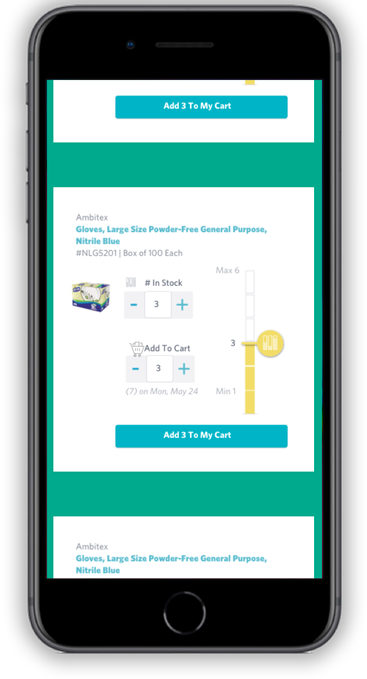 Add 3 To My Cart
Ambitex
Gloves, Large Size Powder-Free General Purpose,
Nitrile Blue
#NLG5201 | Box of 100 Each
Max 6
# In Stock
- 3 +
3
Add To Cart
- 3 +
(7) on Mon, May 24
Min 1
Add 3 To My Cart
Ambitex
Gloves, Large Size Powder-Free General Purpose,
Nitrile Blue